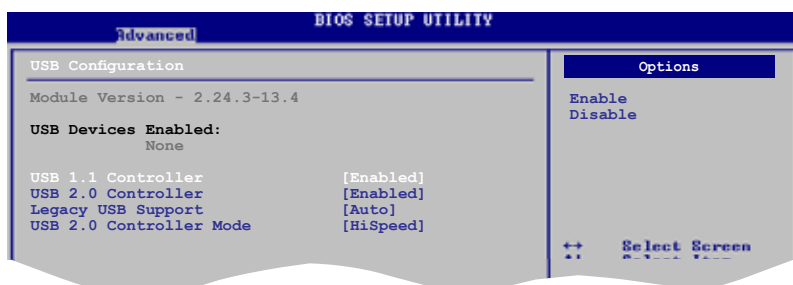 BIOS SETUP UTILITY
Advanced
USB Configuration
Module Version - 2.24.3-13.4
USB Devices Enabled:
None
USB 1.1 Controller [Enabled]
USB 2.0 Controller [Enabled]
Legacy USB Support [Auto]
USB 2.0 Controller Mode [HiSpeed]
Options
Enable
Disable
↔ Select Screen